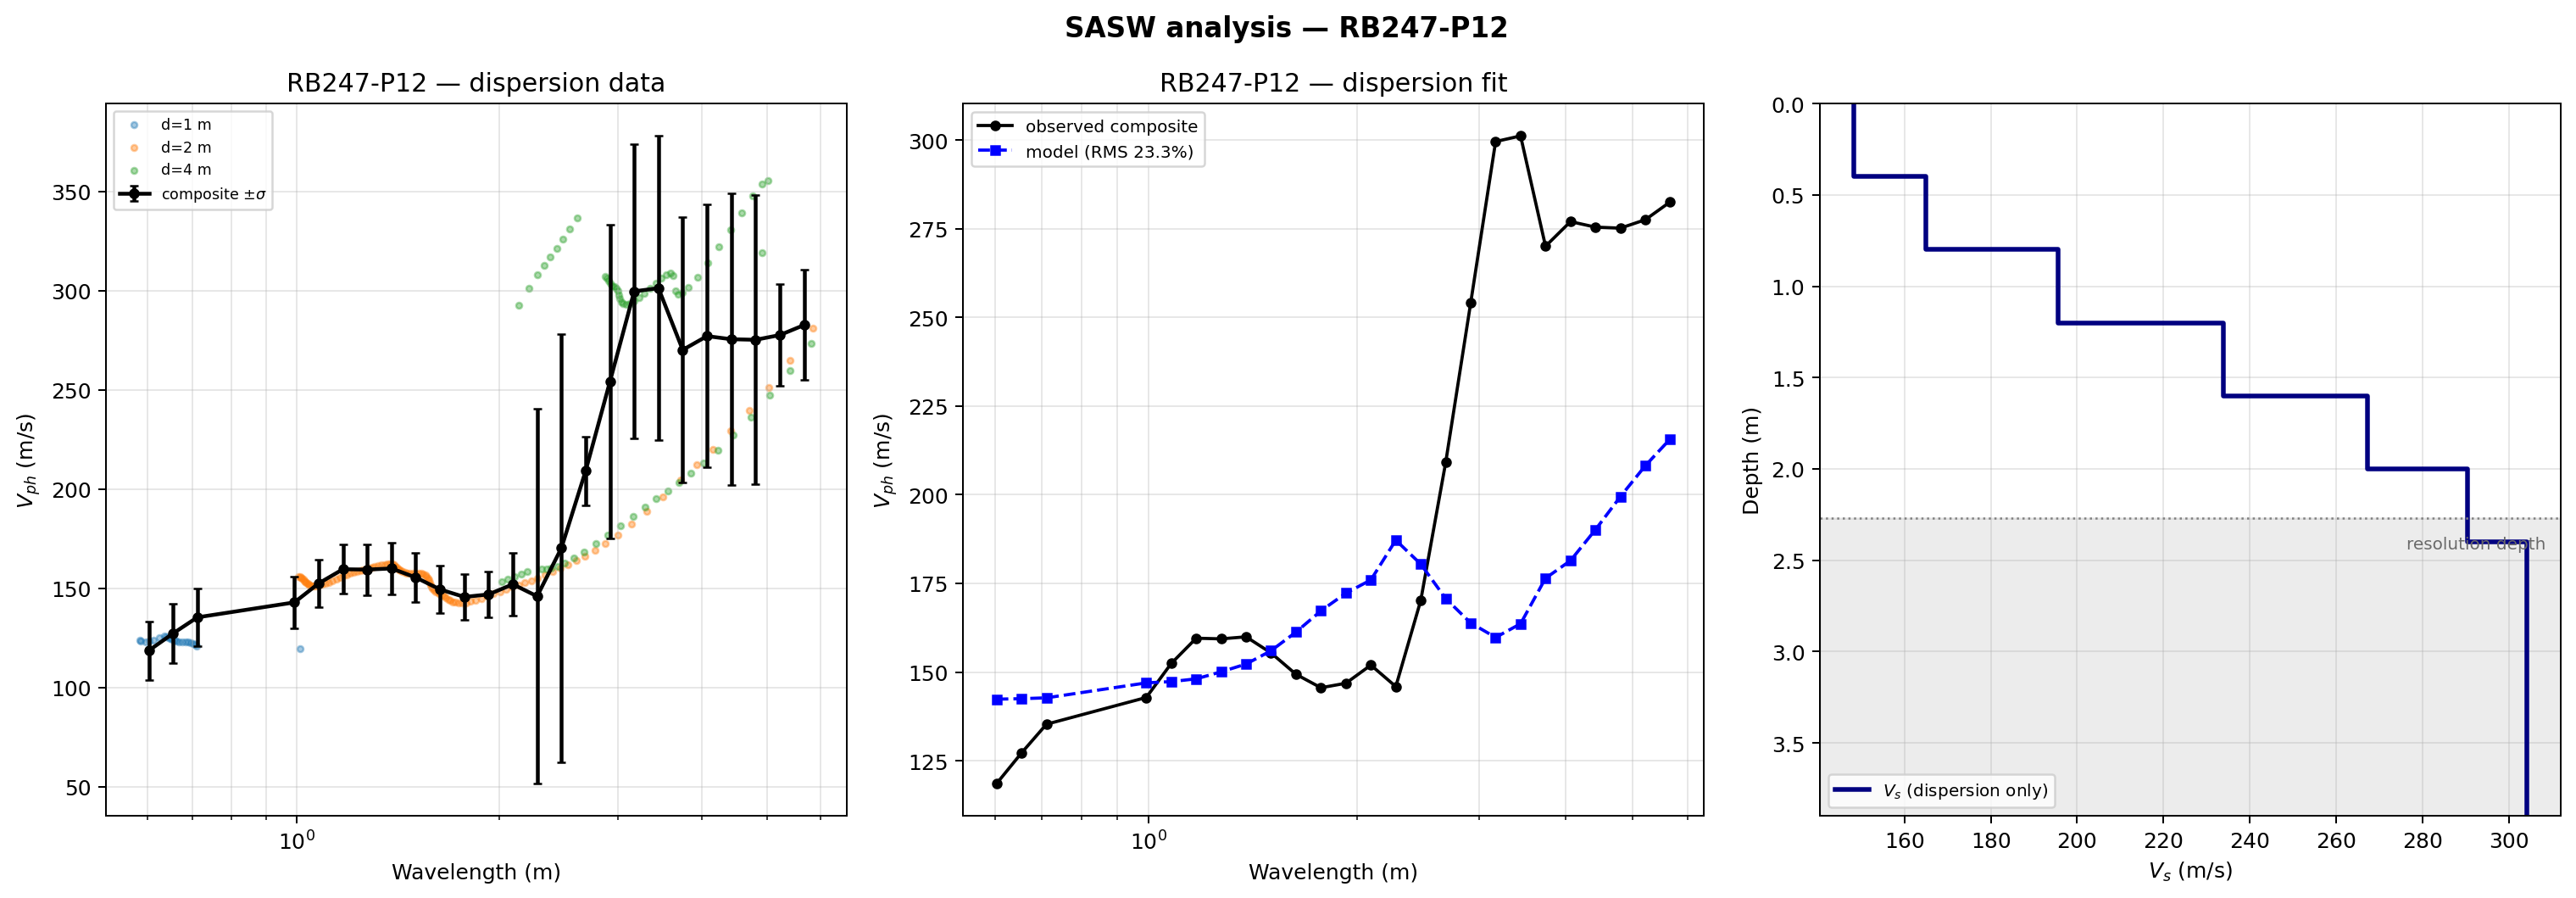 SASW analysis — RB247-P12
RB247-P12 — dispersion data
d=1 m
d=2 m
d=4 m
composite ±σ
350
300
250
200
150
100
50
V_ph (m/s)
10^0
Wavelength (m)
RB247-P12 — dispersion fit
observed composite
model (RMS 23.3%)
300
275
250
225
200
175
150
125
V_ph (m/s)
10^0
Wavelength (m)
0.0
0.5
1.0
1.5
2.0
2.5
3.0
3.5
Depth (m)
resolution depth
V_s (dispersion only)
160 180 200 220 240 260 280 300
V_s (m/s)